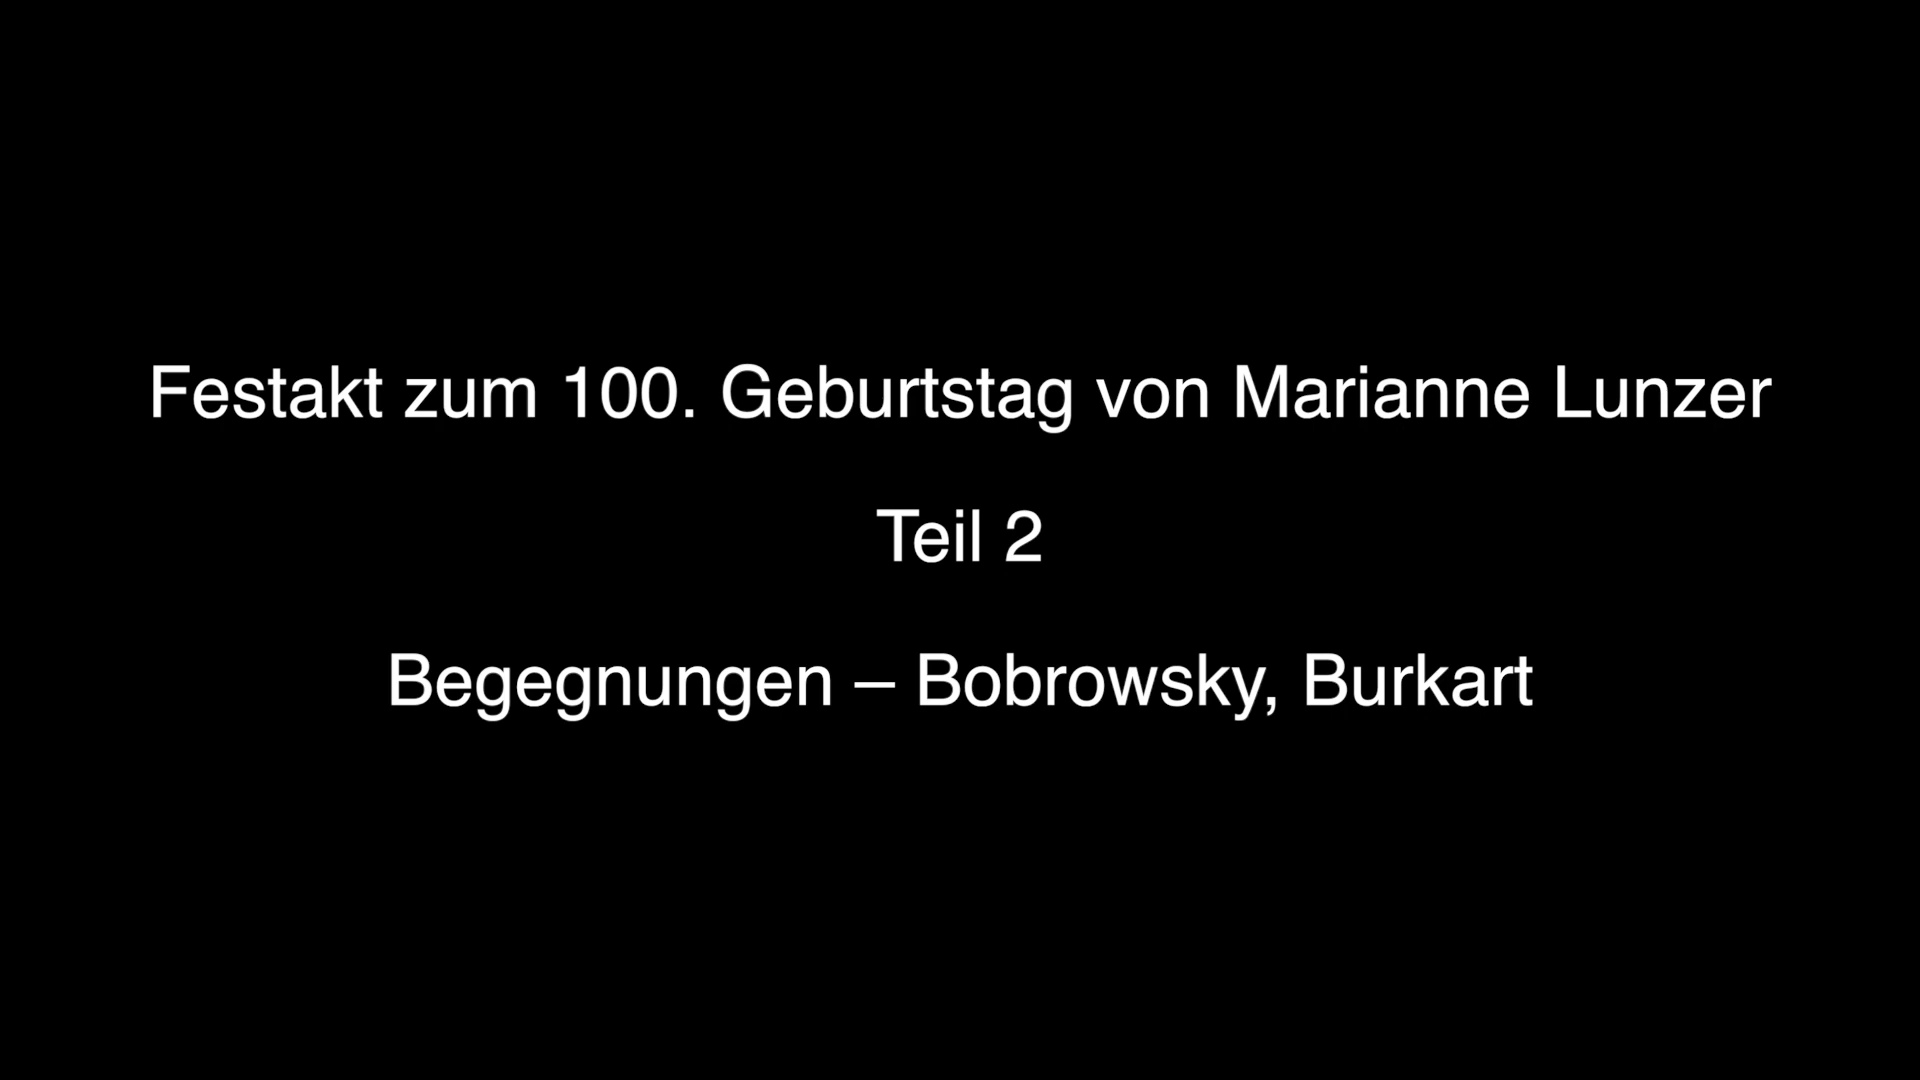 Festakt zum 100. Geburtstag von Marianne Lunzer
Teil 2
Begegnungen – Bobrowsky, Burkart